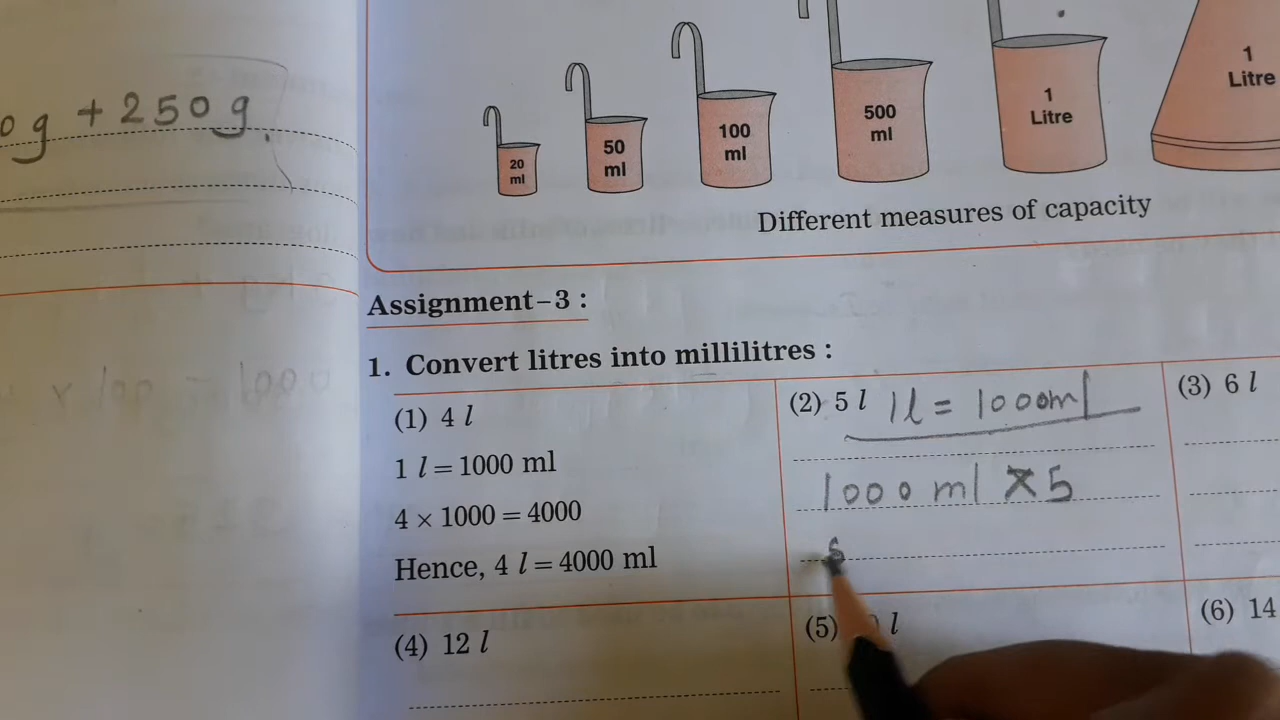 0 g + 250 g.
20 ml
50 ml
100 ml
500 ml
1 Litre
1 Litre
Different measures of capacity
Assignment-3 :
1. Convert litres into millilitres :
(1) 4 l
1 l = 1000 ml
4 × 1000 = 4000
Hence, 4 l = 4000 ml
(2) 5 l 1l = 1000ml
1000 ml ×5
(3) 6 l
(4) 12 l
(5) l
(6) 14